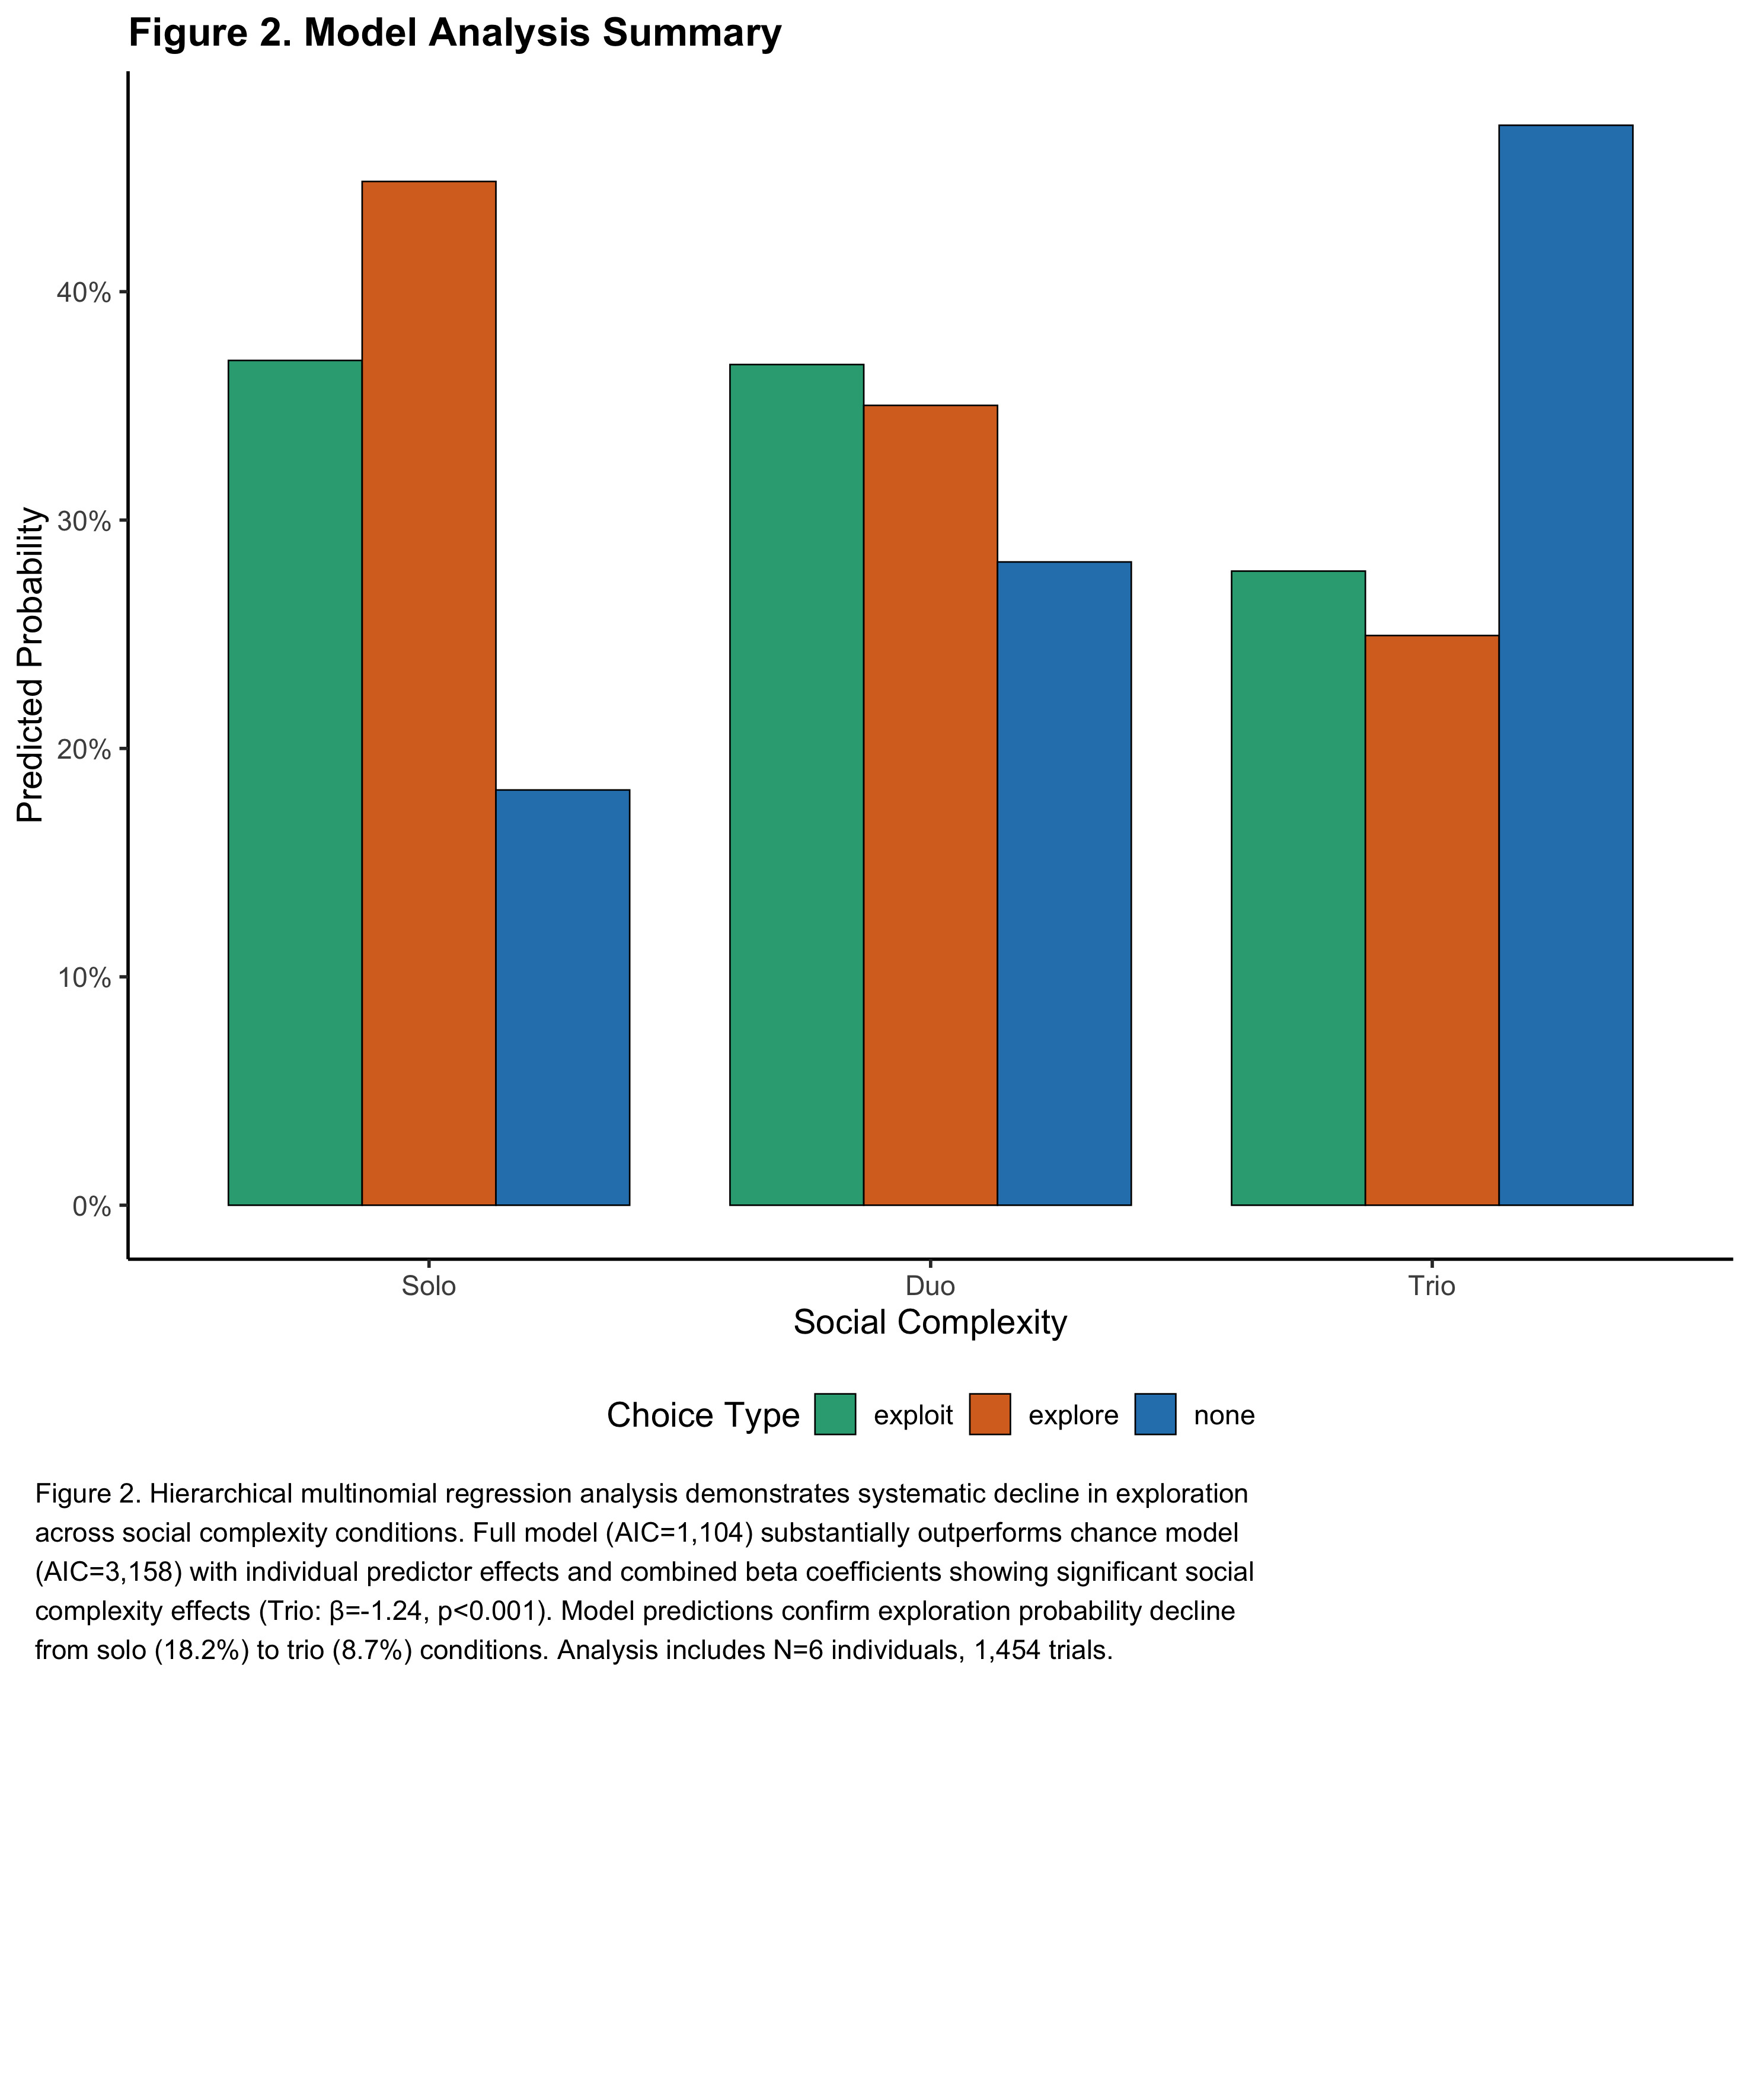 Figure 2. Model Analysis Summary
Predicted Probability
40%
30%
20%
10%
0%
Solo
Duo
Trio
Social Complexity
Choice Type exploit explore none
Figure 2. Hierarchical multinomial regression analysis demonstrates systematic decline in exploration
across social complexity conditions. Full model (AIC=1,104) substantially outperforms chance model
(AIC=3,158) with individual predictor effects and combined beta coefficients showing significant social
complexity effects (Trio: β=-1.24, p<0.001). Model predictions confirm exploration probability decline
from solo (18.2%) to trio (8.7%) conditions. Analysis includes N=6 individuals, 1,454 trials.